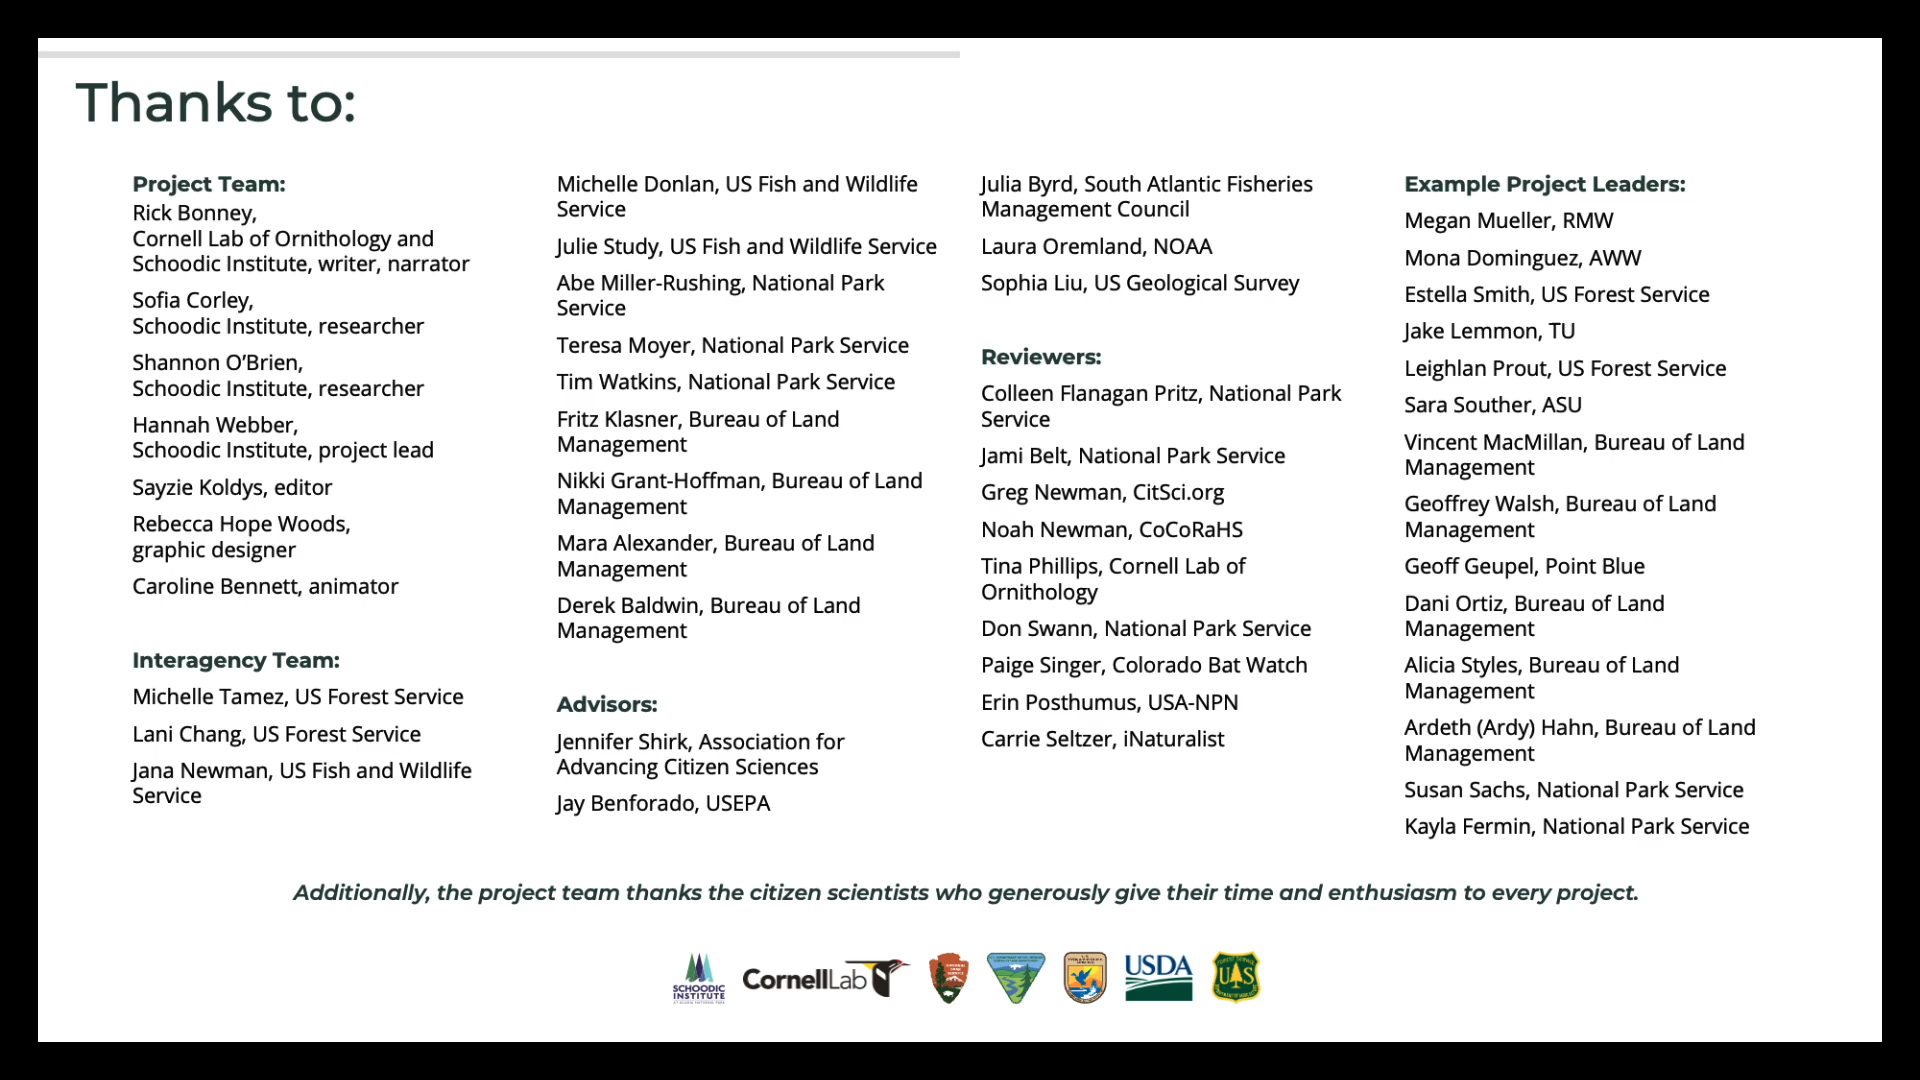 Thanks to:
Project Team:
Rick Bonney,
Cornell Lab of Ornithology and
Schoodic Institute, writer, narrator
Sofia Corley,
Schoodic Institute, researcher
Shannon O’Brien,
Schoodic Institute, researcher
Hannah Webber,
Schoodic Institute, project lead
Sayzie Koldys, editor
Rebecca Hope Woods,
graphic designer
Caroline Bennett, animator
Interagency Team:
Michelle Tamez, US Forest Service
Lani Chang, US Forest Service
Jana Newman, US Fish and Wildlife
Service
Michelle Donlan, US Fish and Wildlife
Service
Julie Study, US Fish and Wildlife Service
Abe Miller-Rushing, National Park
Service
Teresa Moyer, National Park Service
Tim Watkins, National Park Service
Fritz Klasner, Bureau of Land
Management
Nikki Grant-Hoffman, Bureau of Land
Management
Mara Alexander, Bureau of Land
Management
Derek Baldwin, Bureau of Land
Management
Advisors:
Jennifer Shirk, Association for
Advancing Citizen Sciences
Jay Benforado, USEPA
Julia Byrd, South Atlantic Fisheries
Management Council
Laura Oremland, NOAA
Sophia Liu, US Geological Survey
Reviewers:
Colleen Flanagan Pritz, National Park
Service
Jami Belt, National Park Service
Greg Newman, CitSci.org
Noah Newman, CoCoRaHS
Tina Phillips, Cornell Lab of
Ornithology
Don Swann, National Park Service
Paige Singer, Colorado Bat Watch
Erin Posthumus, USA-NPN
Carrie Seltzer, iNaturalist
Example Project Leaders:
Megan Mueller, RMW
Mona Dominguez, AWW
Estella Smith, US Forest Service
Jake Lemmon, TU
Leighlan Prout, US Forest Service
Sara Souther, ASU
Vincent MacMillan, Bureau of Land
Management
Geoffrey Walsh, Bureau of Land
Management
Geoff Geupel, Point Blue
Dani Ortiz, Bureau of Land
Management
Alicia Styles, Bureau of Land
Management
Ardeth (Ardy) Hahn, Bureau of Land
Management
Susan Sachs, National Park Service
Kayla Fermin, National Park Service
Additionally, the project team thanks the citizen scientists who generously give their time and enthusiasm to every project.
SCHOODIC
INSTITUTE
CornellLab
USDA
UAS